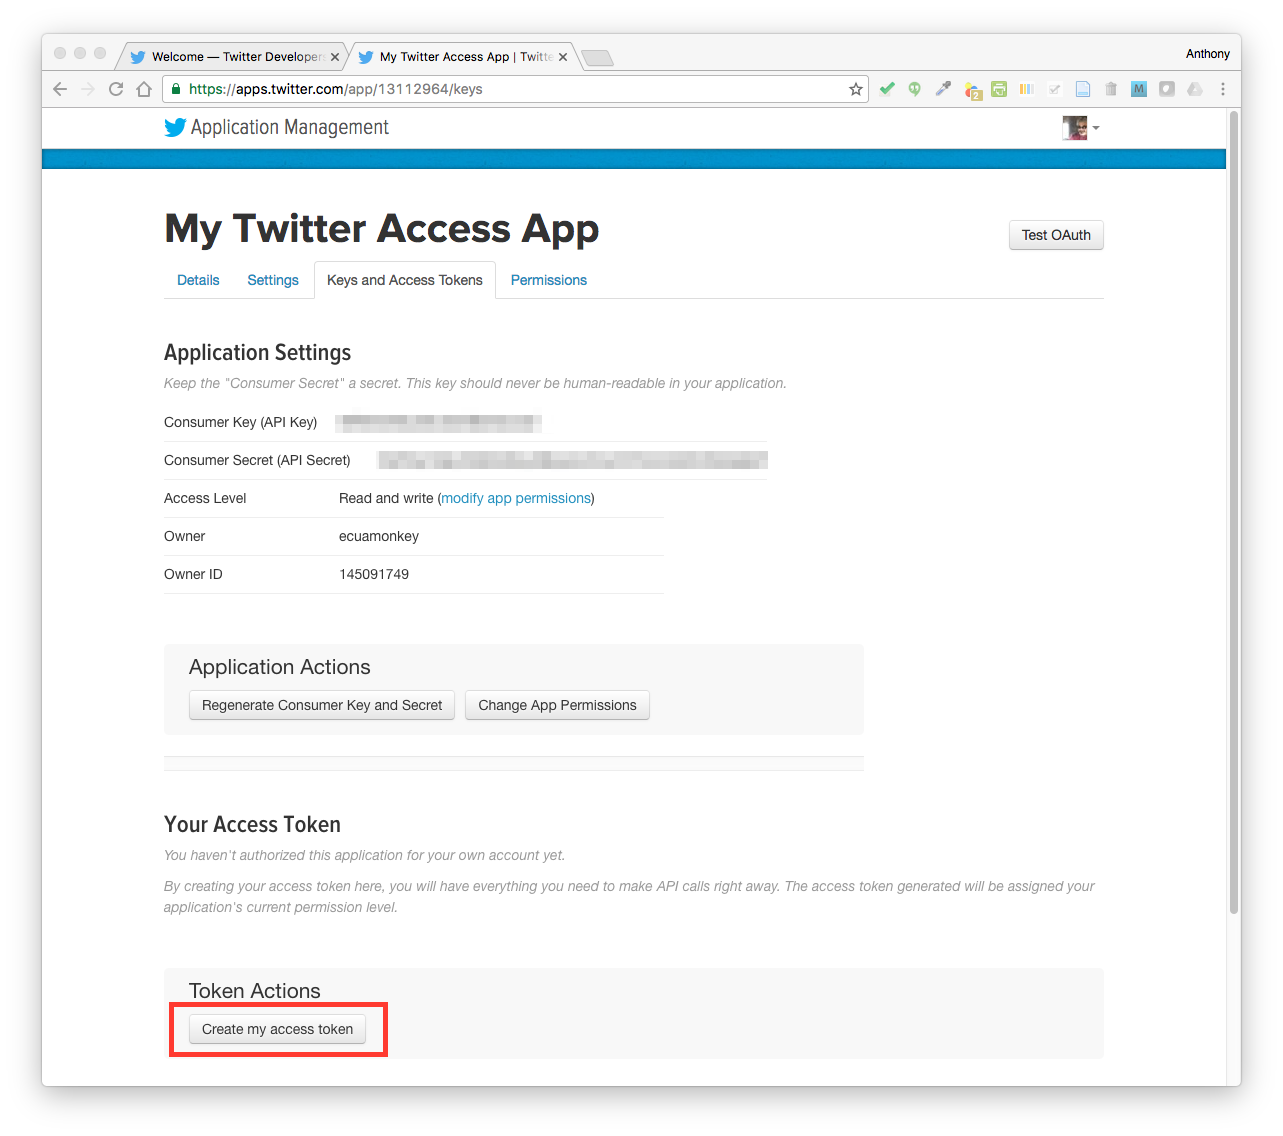 Welcome — Twitter Developer
My Twitter Access App | Twitte
Anthony
https://apps.twitter.com/app/13112964/keys
2
M
Application Management
My Twitter Access App
Test OAuth
Details Settings Keys and Access Tokens Permissions
Application Settings
Keep the "Consumer Secret" a secret. This key should never be human-readable in your application.
Consumer Key (API Key)
Consumer Secret (API Secret)
Access Level Read and write (modify app permissions)
Owner ecuamonkey
Owner ID 145091749
Application Actions
Regenerate Consumer Key and Secret Change App Permissions
Your Access Token
You haven't authorized this application for your own account yet.
By creating your access token here, you will have everything you need to make API calls right away. The access token generated will be assigned your
application's current permission level.
Token Actions
Create my access token